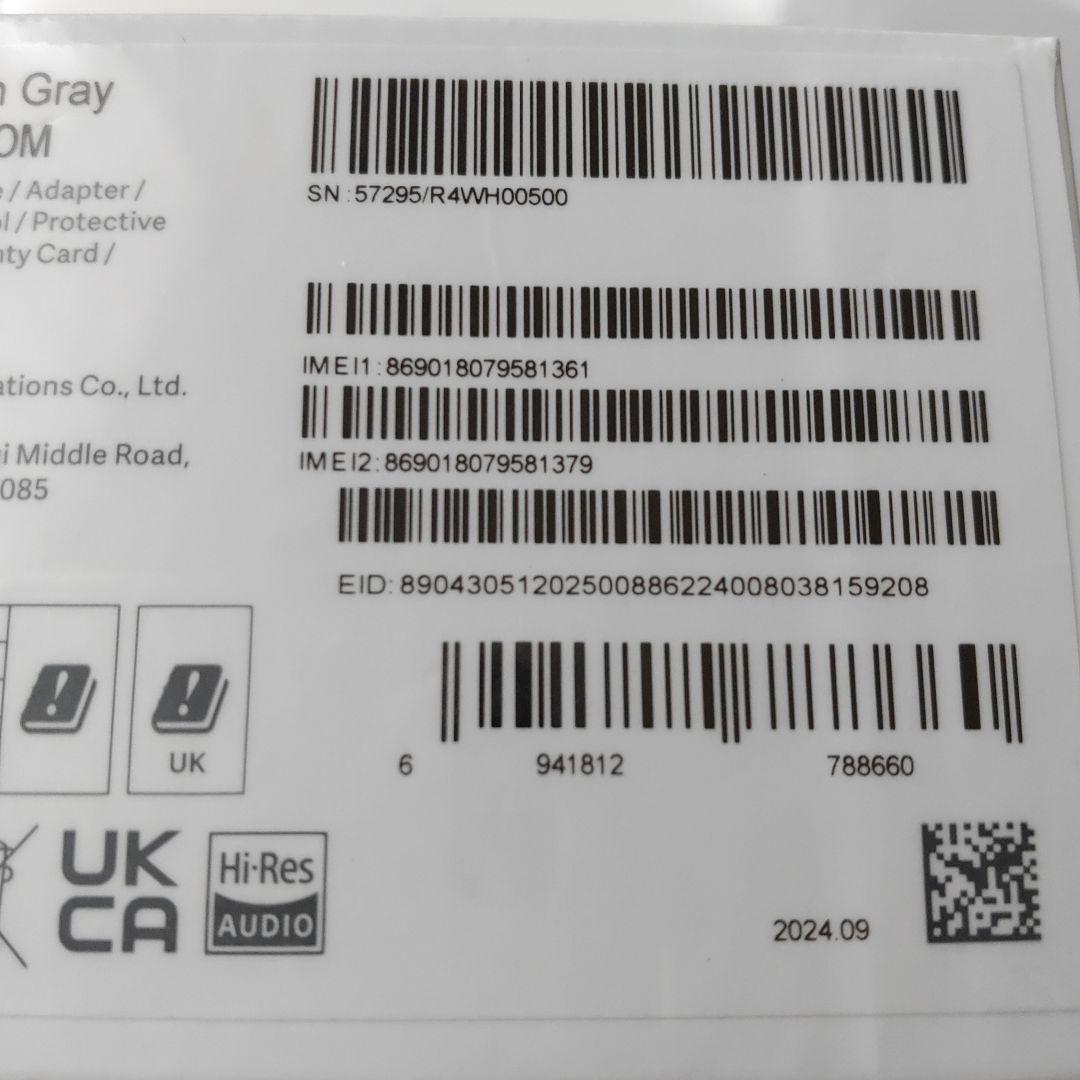 Gray
OM
/ Adapter /
/ Protective
Card /
Co., Ltd.
Middle Road,
085
SN:57295/R4WH00500
IMEI1:869018079581361
IMEI2:869018079581379
EID:89043051202500886224008038159208
6 941812 788660
UK
UK
CA
Hi-Res
AUDIO
2024.09